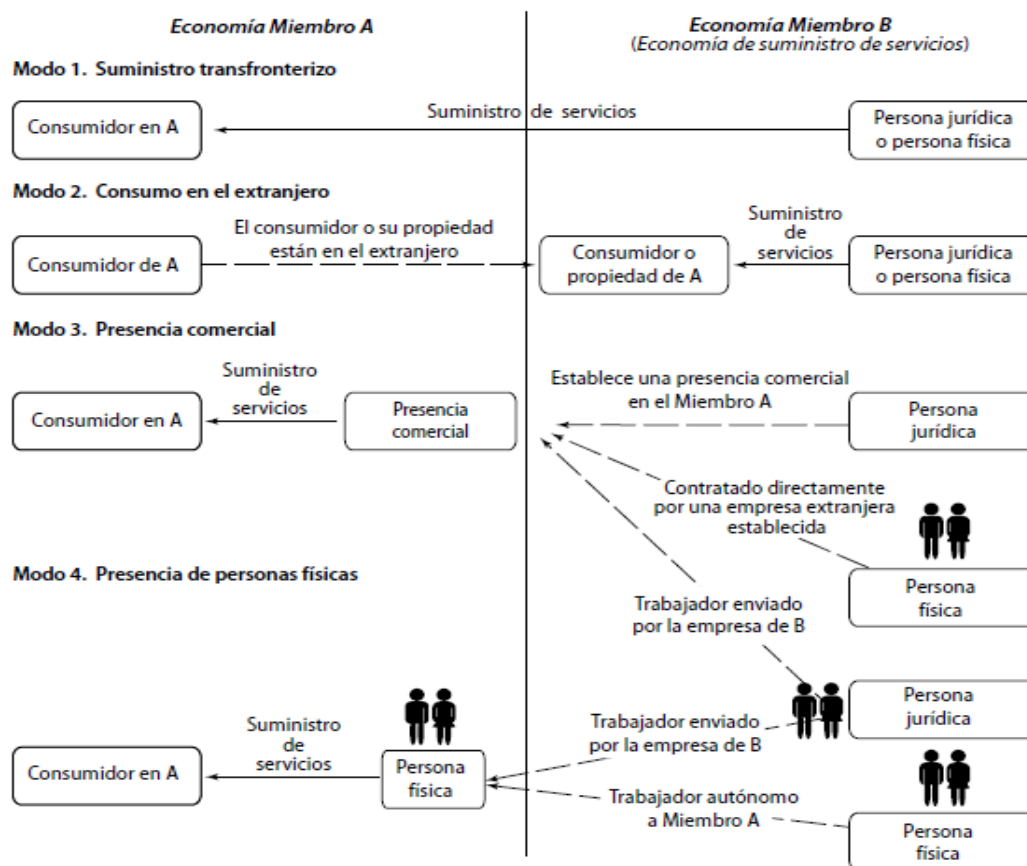 Economía Miembro A
Economía Miembro B
(Economía de suministro de servicios)
Modo 1. Suministro transfronterizo
Consumidor en A
Suministro de servicios
Persona jurídica
o persona física
Modo 2. Consumo en el extranjero
Consumidor de A
El consumidor o su propiedad
están en el extranjero
Consumidor o
propiedad de A
Suministro
de
servicios
Persona jurídica
o persona física
Modo 3. Presencia comercial
Consumidor en A
Suministro
de
servicios
Presencia
comercial
Establece una presencia comercial
en el Miembro A
Persona
jurídica
Contratado directamente
por una empresa extranjera
establecida
Persona
física
Modo 4. Presencia de personas físicas
Trabajador enviado
por la empresa de B
Persona
jurídica
Consumidor en A
Suministro
de
servicios
Persona
física
Trabajador enviado
por la empresa de B
Trabajador autónomo
a Miembro A
Persona
física